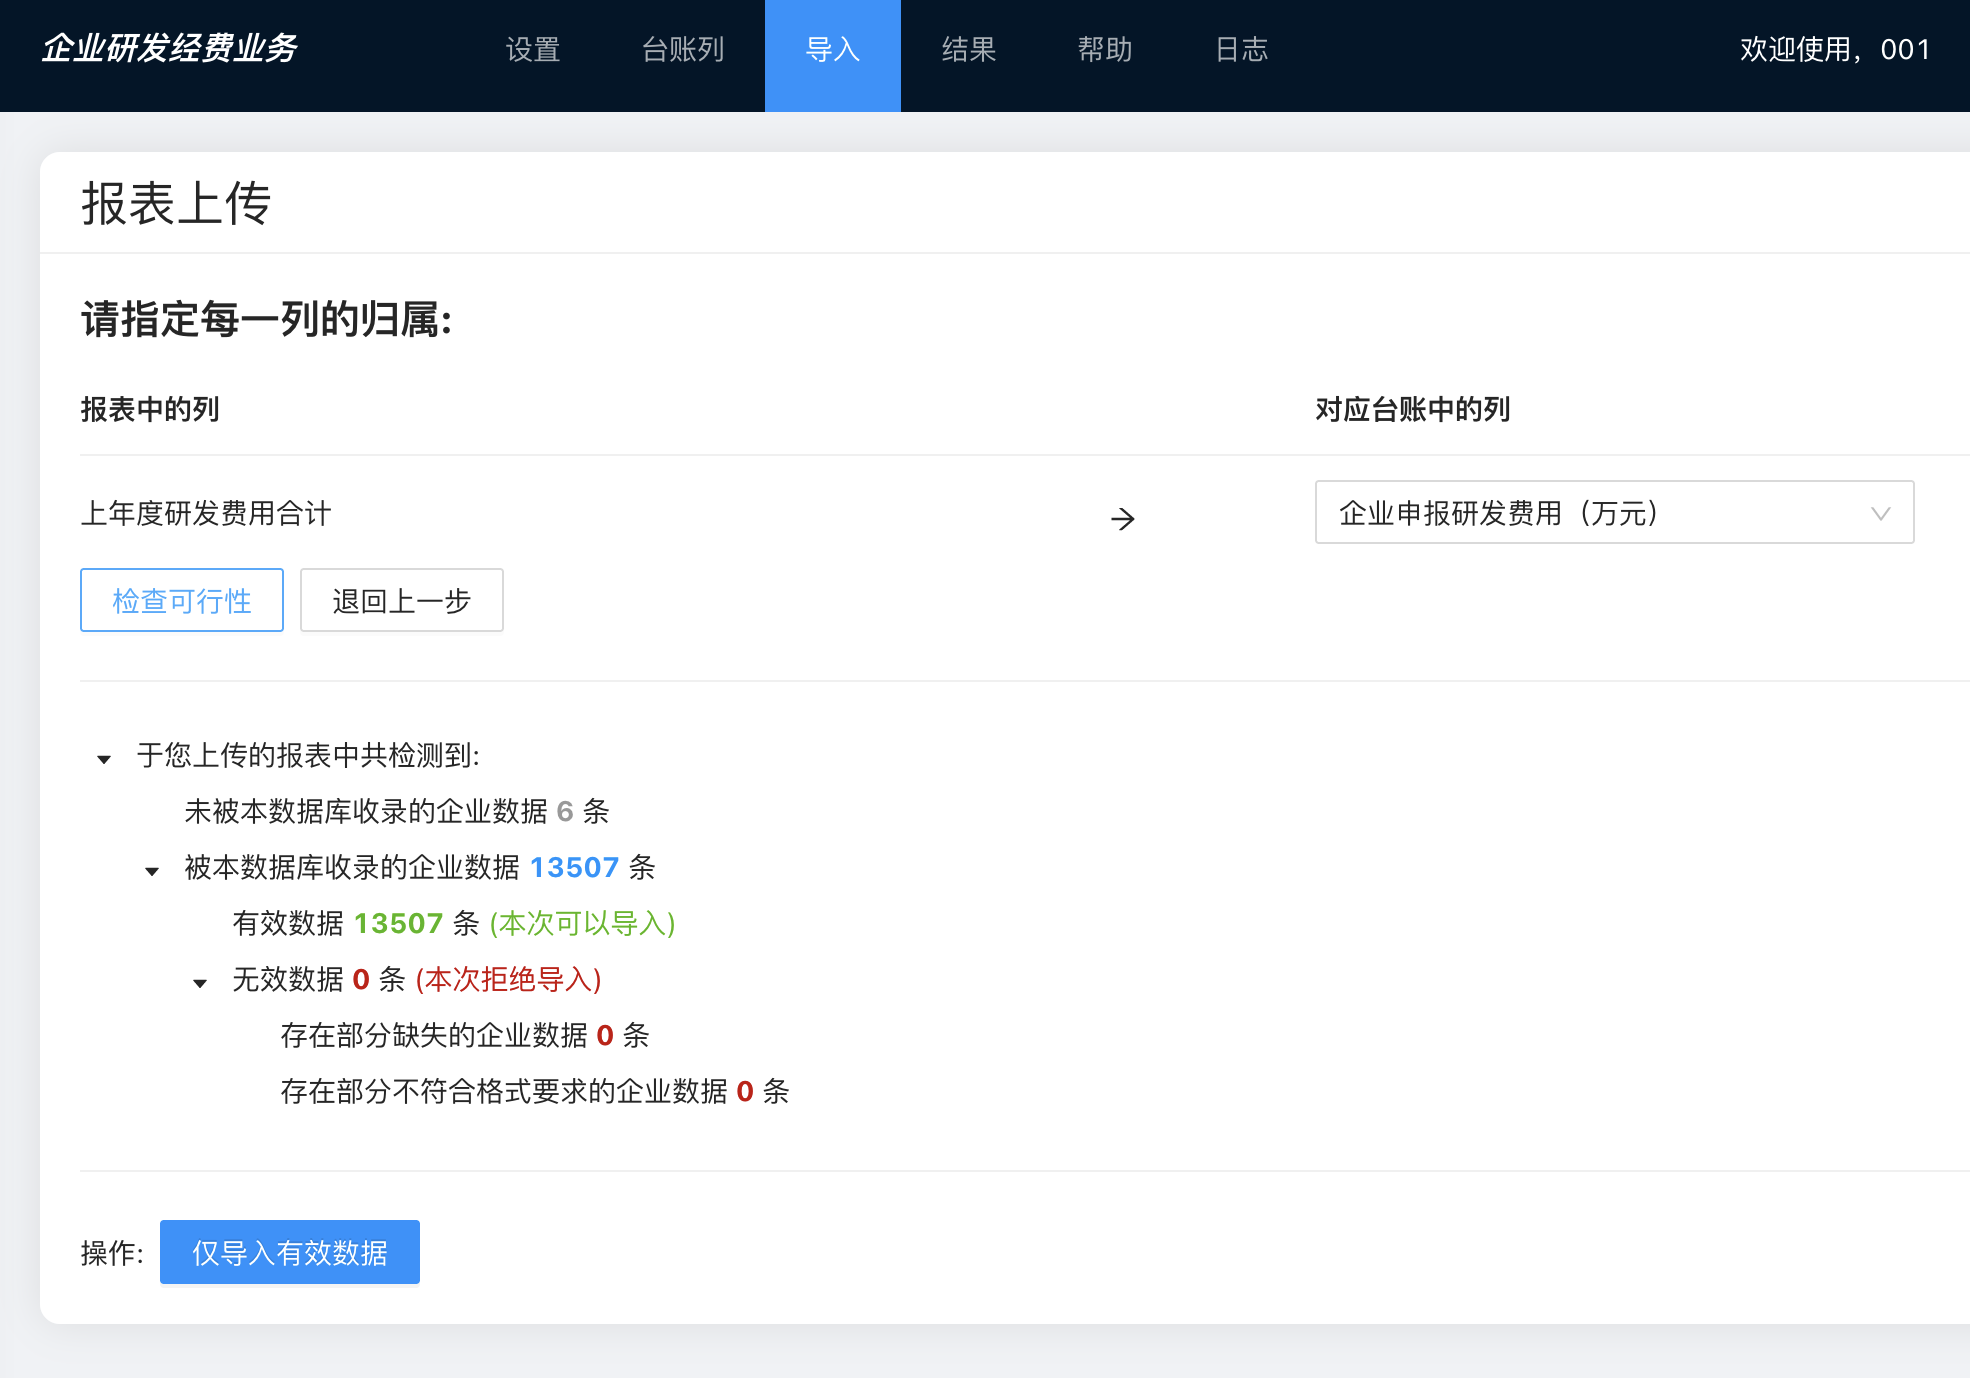 企业研发经费业务 设置 台账列 导入 结果 帮助 日志 欢迎使用，001
报表上传
请指定每一列的归属:
报表中的列 对应台账中的列
上年度研发费用合计 → 企业申报研发费用（万元）
检查可行性 退回上一步
于您上传的报表中共检测到:
未被本数据库收录的企业数据 6 条
被本数据库收录的企业数据 13507 条
有效数据 13507 条 (本次可以导入)
无效数据 0 条 (本次拒绝导入)
存在部分缺失的企业数据 0 条
存在部分不符合格式要求的企业数据 0 条
操作: 仅导入有效数据